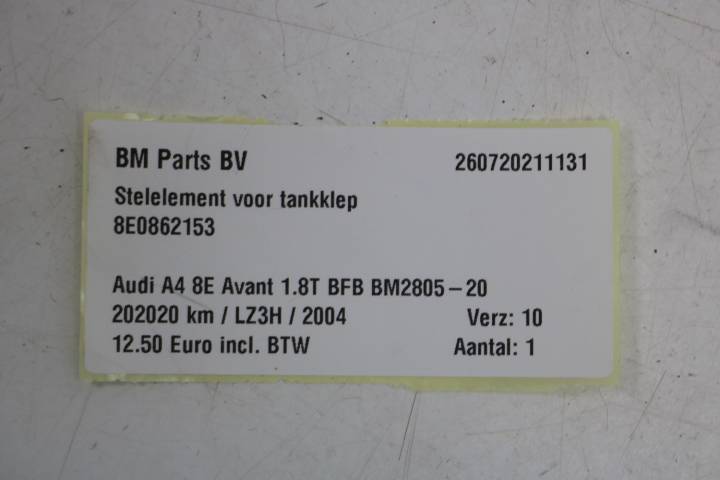 BM Parts BV 260720211131
Stelelement voor tankklep
8E0862153
Audi A4 8E Avant 1.8T BFB BM2805-20
202020 km / LZ3H / 2004 Verz: 10
12.50 Euro incl. BTW Aantal: 1